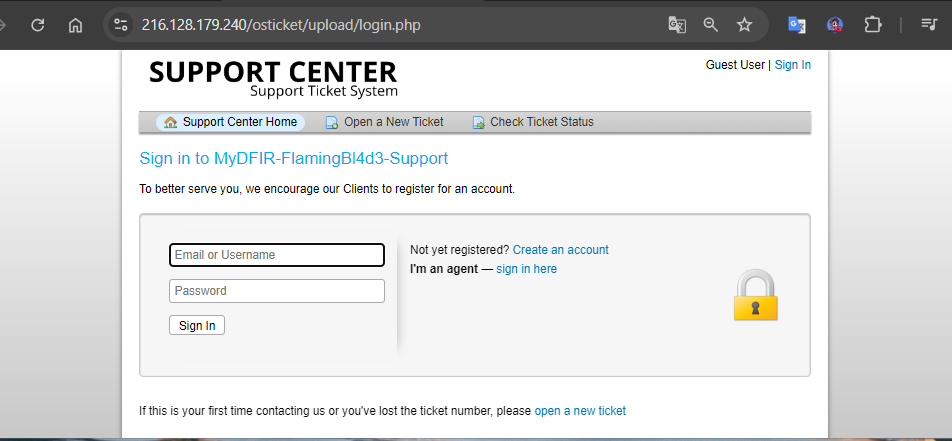 216.128.179.240/osticket/upload/login.php
SUPPORT CENTER
Support Ticket System
Guest User | Sign In
Support Center Home
Open a New Ticket
Check Ticket Status
Sign in to MyDFIR-FlamingBl4d3-Support
To better serve you, we encourage our Clients to register for an account.
Email or Username
Password
Sign In
Not yet registered? Create an account
I'm an agent — sign in here
If this is your first time contacting us or you've lost the ticket number, please open a new ticket